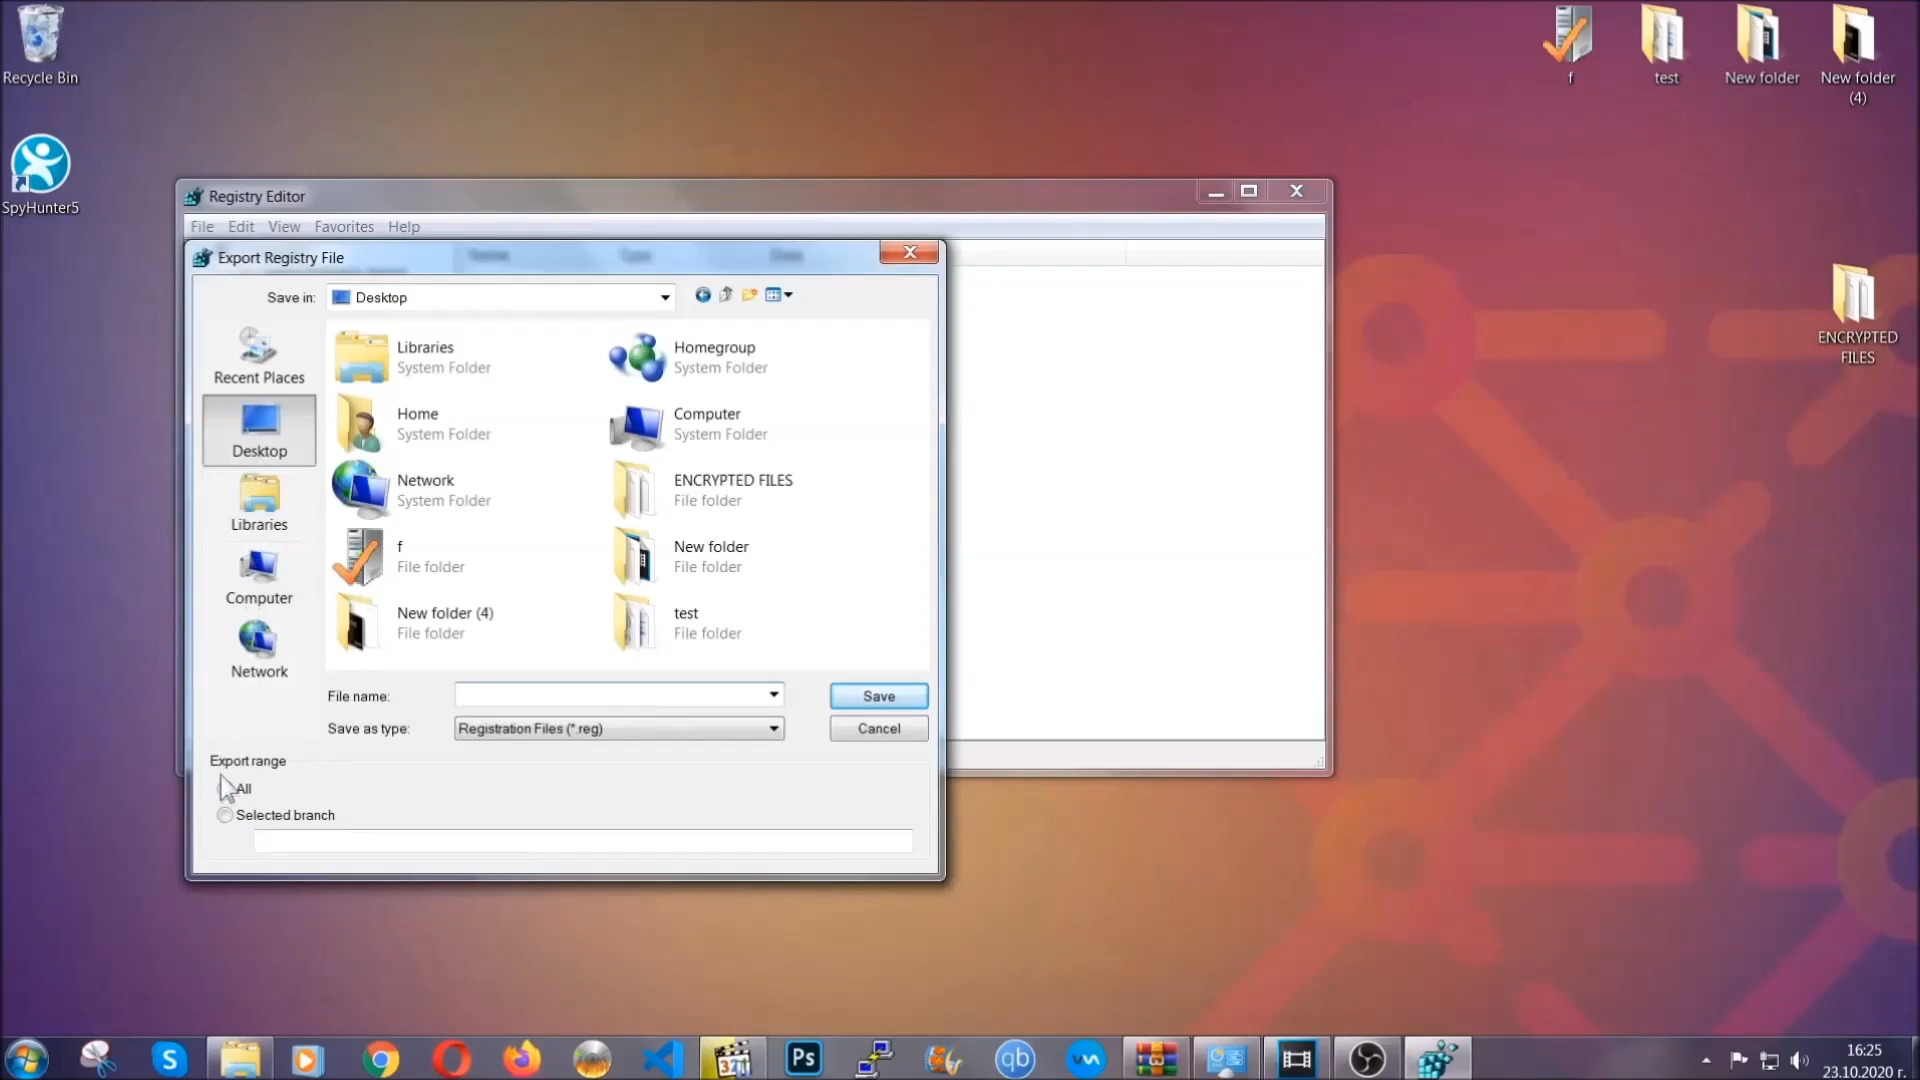 Recycle Bin
SpyHunter5
f
test
New folder
New folder
(4)
ENCRYPTED
FILES
Registry Editor
File Edit View Favorites Help
Export Registry File
Save in:
Desktop
Recent Places
Desktop
Libraries
Computer
Network
Libraries
System Folder
Homegroup
System Folder
Home
System Folder
Computer
System Folder
Network
System Folder
ENCRYPTED FILES
File folder
f
File folder
New folder
File folder
New folder (4)
File folder
test
File folder
File name:
Save
Save as type:
Registration Files (*.reg)
Cancel
Export range
All
Selected branch
S
321
Ps
qb
16:25
23.10.2020 г.